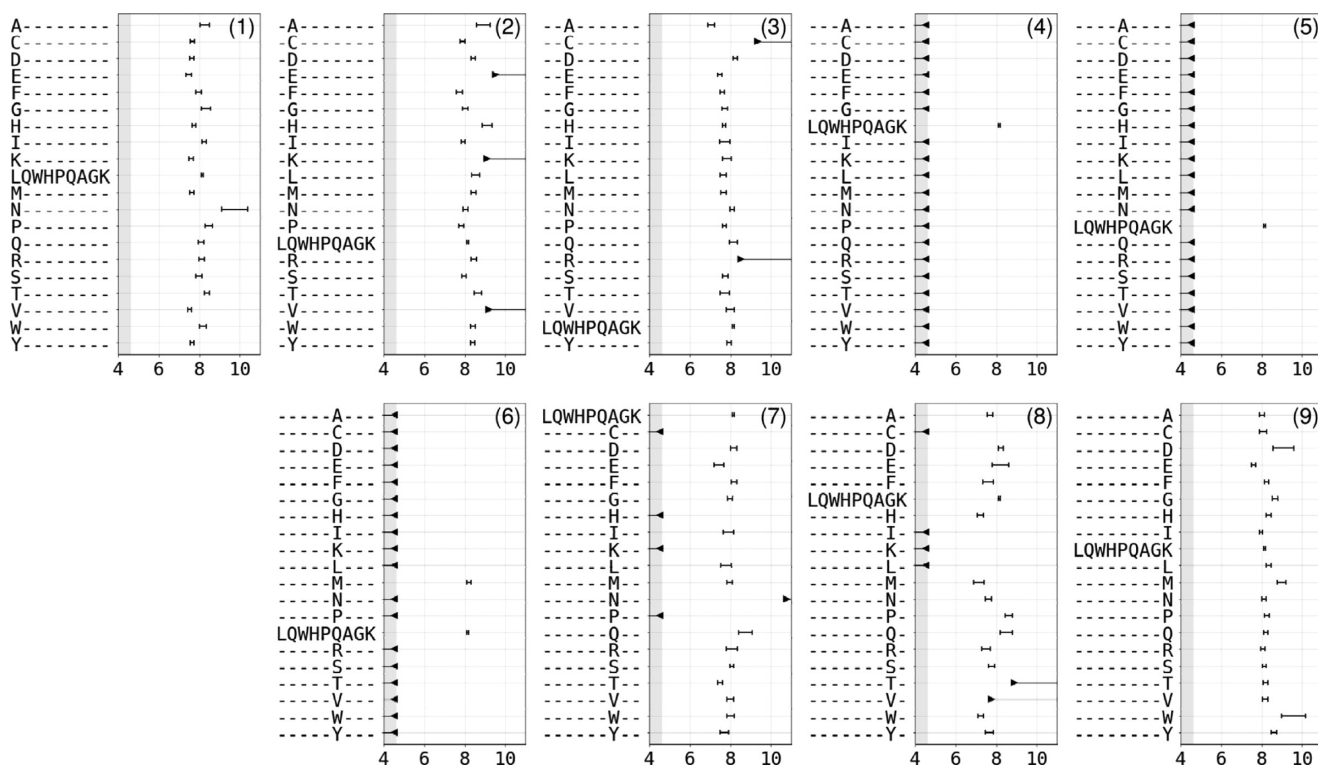 (1)
A--------
C--------
D--------
E--------
F--------
G--------
H--------
I--------
K--------
LQWHPQAGK
M--------
N--------
P--------
Q--------
R--------
S--------
T--------
V--------
W--------
Y--------
4 6 8 10
(2)
-A-------
-C-------
-D-------
-E-------
-F-------
-G-------
-H-------
-I-------
-K-------
-L-------
-M-------
-N-------
-P-------
LQWHPQAGK
-R-------
-S-------
-T-------
-V-------
-W-------
-Y-------
4 6 8 10
(3)
--A------
--C------
--D------
--E------
--F------
--G------
--H------
--I------
--K------
--L------
--M------
--N------
--P------
--Q------
--R------
--S------
--T------
--V------
LQWHPQAGK
--Y------
4 6 8 10
(4)
---A-----
---C-----
---D-----
---E-----
---F-----
---G-----
LQWHPQAGK
---I-----
---K-----
---L-----
---M-----
---N-----
---P-----
---Q-----
---R-----
---S-----
---T-----
---V-----
---W-----
---Y-----
4 6 8 10
(5)
----A----
----C----
----D----
----E----
----F----
----G----
----H----
----I----
----K----
----L----
----M----
----N----
LQWHPQAGK
----Q----
----R----
----S----
----T----
----V----
----W----
----Y----
4 6 8 10
(6)
-----A---
-----C---
-----D---
-----E---
-----F---
-----G---
-----H---
-----I---
-----K---
-----L---
-----M---
-----N---
-----P---
LQWHPQAGK
-----R---
-----S---
-----T---
-----V---
-----W---
-----Y---
4 6 8 10
(7)
LQWHPQAGK
------C--
------D--
------E--
------F--
------G--
------H--
------I--
------K--
------L--
------M--
------N--
------P--
------Q--
------R--
------S--
------T--
------V--
------W--
------Y--
4 6 8 10
(8)
-------A-
-------C-
-------D-
-------E-
-------F-
LQWHPQAGK
-------H-
-------I-
-------K-
-------L-
-------M-
-------N-
-------P-
-------Q-
-------R-
-------S-
-------T-
-------V-
-------W-
-------Y-
4 6 8 10
(9)
--------A
--------C
--------D
--------E
--------F
--------G
--------H
--------I
LQWHPQAGK
--------L
--------M
--------N
--------P
--------Q
--------R
--------S
--------T
--------V
--------W
--------Y
4 6 8 10